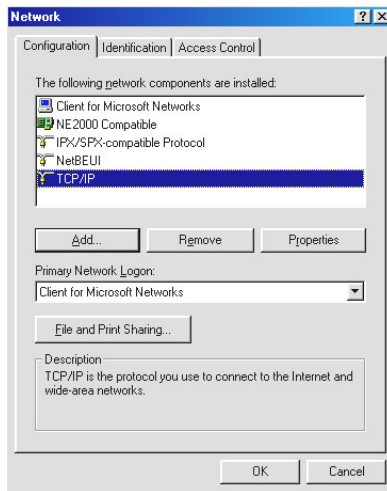 Network
Configuration Identification Access Control
The following network components are installed:
Client for Microsoft Networks
NE2000 Compatible
IPX/SPX-compatible Protocol
NetBEUI
TCP/IP
Add... Remove Properties
Primary Network Logon:
Client for Microsoft Networks
File and Print Sharing...
Description
TCP/IP is the protocol you use to connect to the Internet and
wide-area networks.
OK Cancel